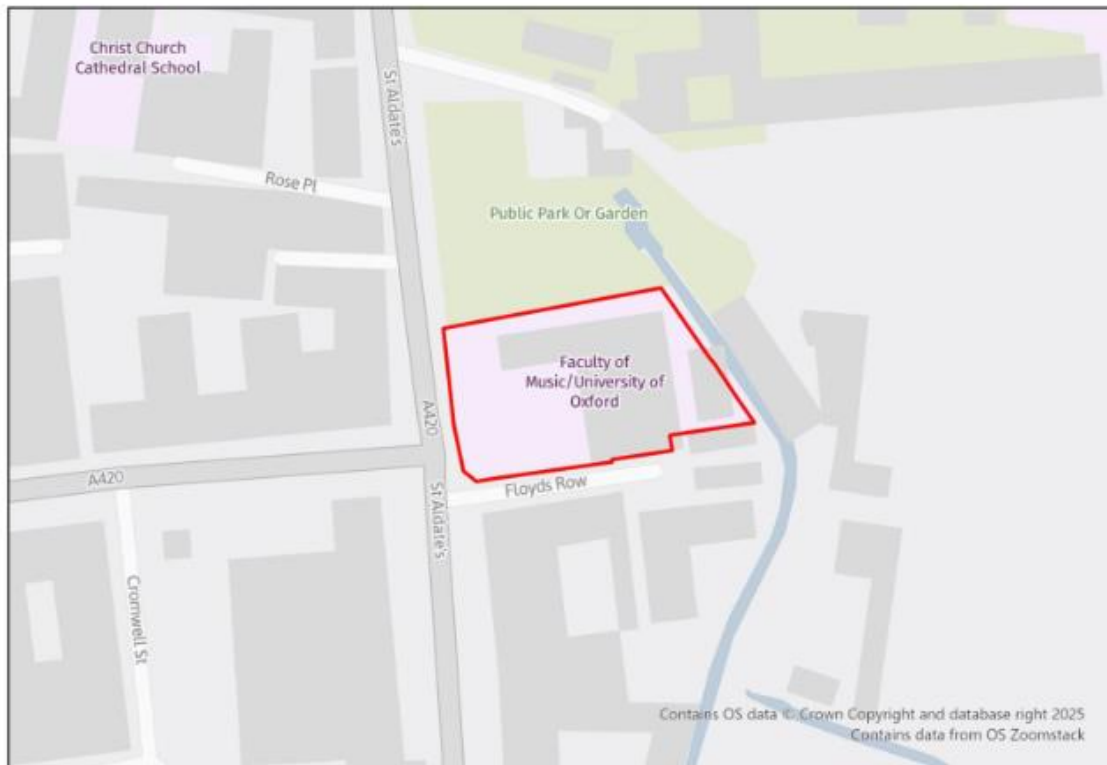 Christ Church
Cathedral School
St Aldate's
Rose Pl
Public Park Or Garden
Faculty of
Music/University of
Oxford
A420
A420
Floyds Row
St Aldate's
Cromwell St
Contains OS data © Crown Copyright and database right 2025
Contains data from OS Zoomstack